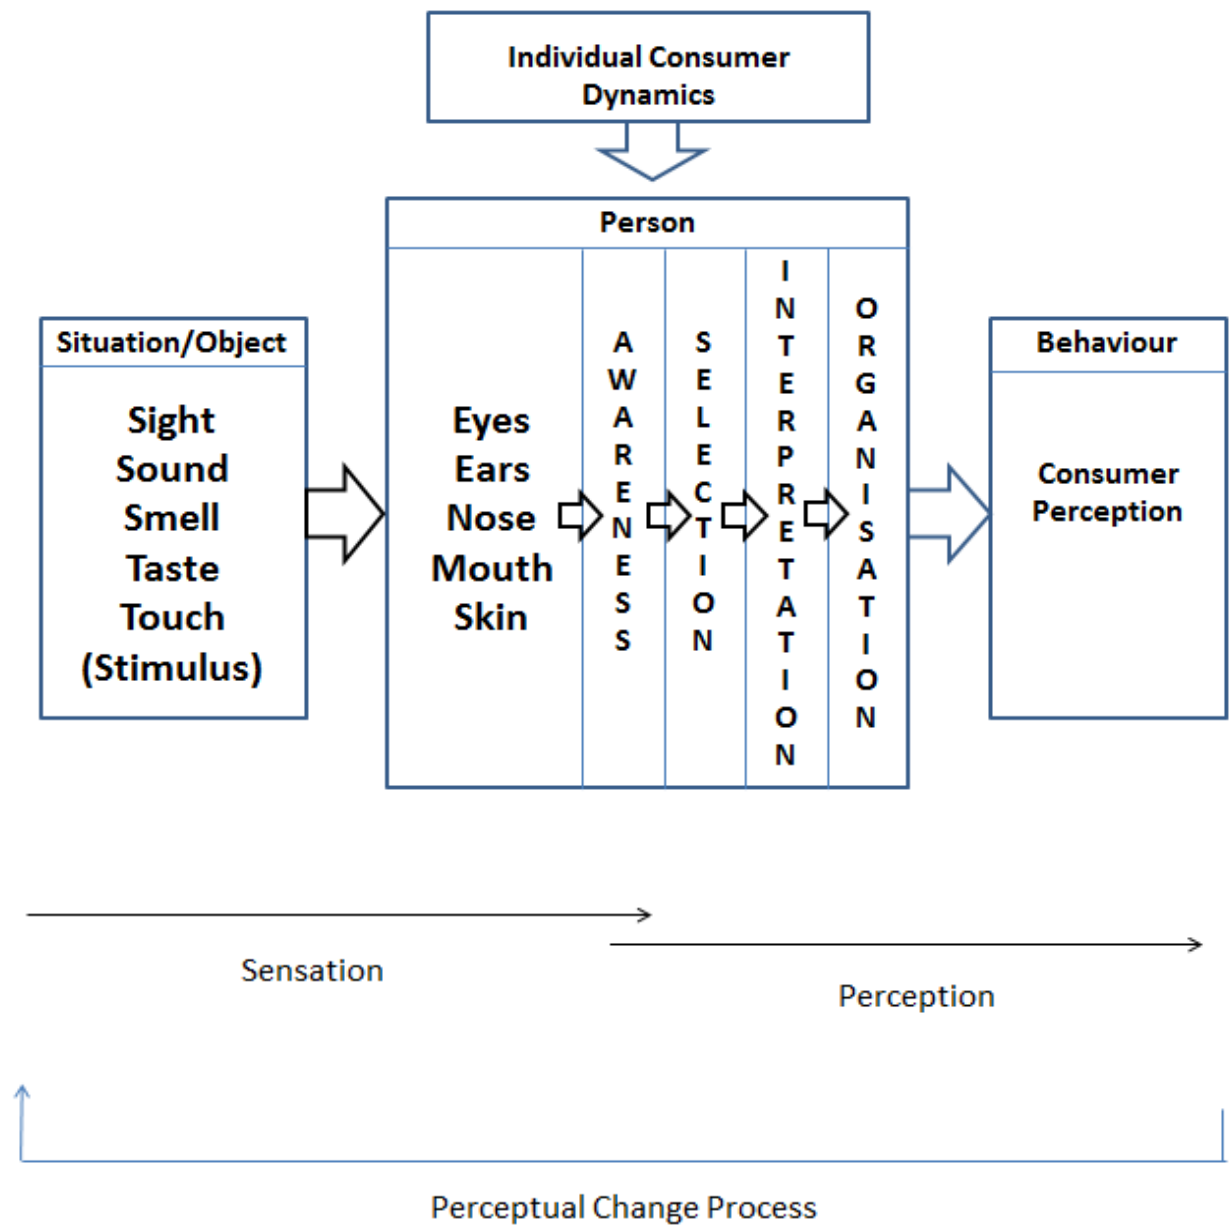 Individual Consumer
Dynamics
Person
Situation/Object
Sight
Sound
Smell
Taste
Touch
(Stimulus)
Eyes
Ears
Nose
Mouth
Skin
AWARENESS
SELECTION
INTERPRETATION
ORGANISATION
Behaviour
Consumer
Perception
Sensation
Perception
Perceptual Change Process